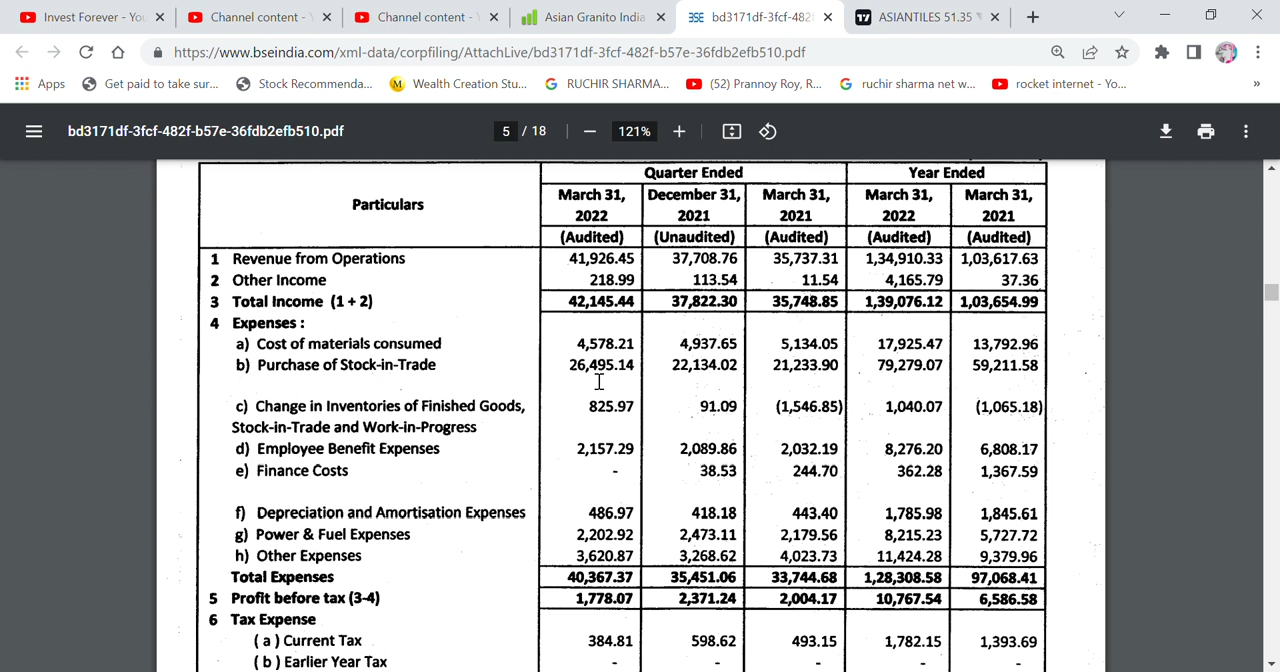 Invest Forever - You
Channel content -
Channel content -
Asian Granito India
bd3171df-3fcf-482f
ASIANTILES 51.35
https://www.bseindia.com/xml-data/corpfiling/AttachLive/bd3171df-3fcf-482f-b57e-36fdb2efb510.pdf
Apps Get paid to take sur... Stock Recommenda... Wealth Creation Stu... RUCHIR SHARMA... (52) Prannoy Roy, R... ruchir sharma net w... rocket internet - Yo... »
bd3171df-3fcf-482f-b57e-36fdb2efb510.pdf 5 / 18 121%
Particulars Quarter Ended Year Ended
March 31, 2022 December 31, 2021 March 31, 2021 March 31, 2022 March 31, 2021
(Audited) (Unaudited) (Audited) (Audited) (Audited)
1 Revenue from Operations 41,926.45 37,708.76 35,737.31 1,34,910.33 1,03,617.63
2 Other Income 218.99 113.54 11.54 4,165.79 37.36
3 Total Income (1 + 2) 42,145.44 37,822.30 35,748.85 1,39,076.12 1,03,654.99
4 Expenses :
a) Cost of materials consumed 4,578.21 4,937.65 5,134.05 17,925.47 13,792.96
b) Purchase of Stock-in-Trade 26,495.14 22,134.02 21,233.90 79,279.07 59,211.58
c) Change in Inventories of Finished Goods, 825.97 91.09 (1,546.85) 1,040.07 (1,065.18)
Stock-in-Trade and Work-in-Progress
d) Employee Benefit Expenses 2,157.29 2,089.86 2,032.19 8,276.20 6,808.17
e) Finance Costs - 38.53 244.70 362.28 1,367.59
f) Depreciation and Amortisation Expenses 486.97 418.18 443.40 1,785.98 1,845.61
g) Power & Fuel Expenses 2,202.92 2,473.11 2,179.56 8,215.23 5,727.72
h) Other Expenses 3,620.87 3,268.62 4,023.73 11,424.28 9,379.96
Total Expenses 40,367.37 35,451.06 33,744.68 1,28,308.58 97,068.41
5 Profit before tax (3-4) 1,778.07 2,371.24 2,004.17 10,767.54 6,586.58
6 Tax Expense
( a ) Current Tax 384.81 598.62 493.15 1,782.15 1,393.69
( b ) Earlier Year Tax - - - - -